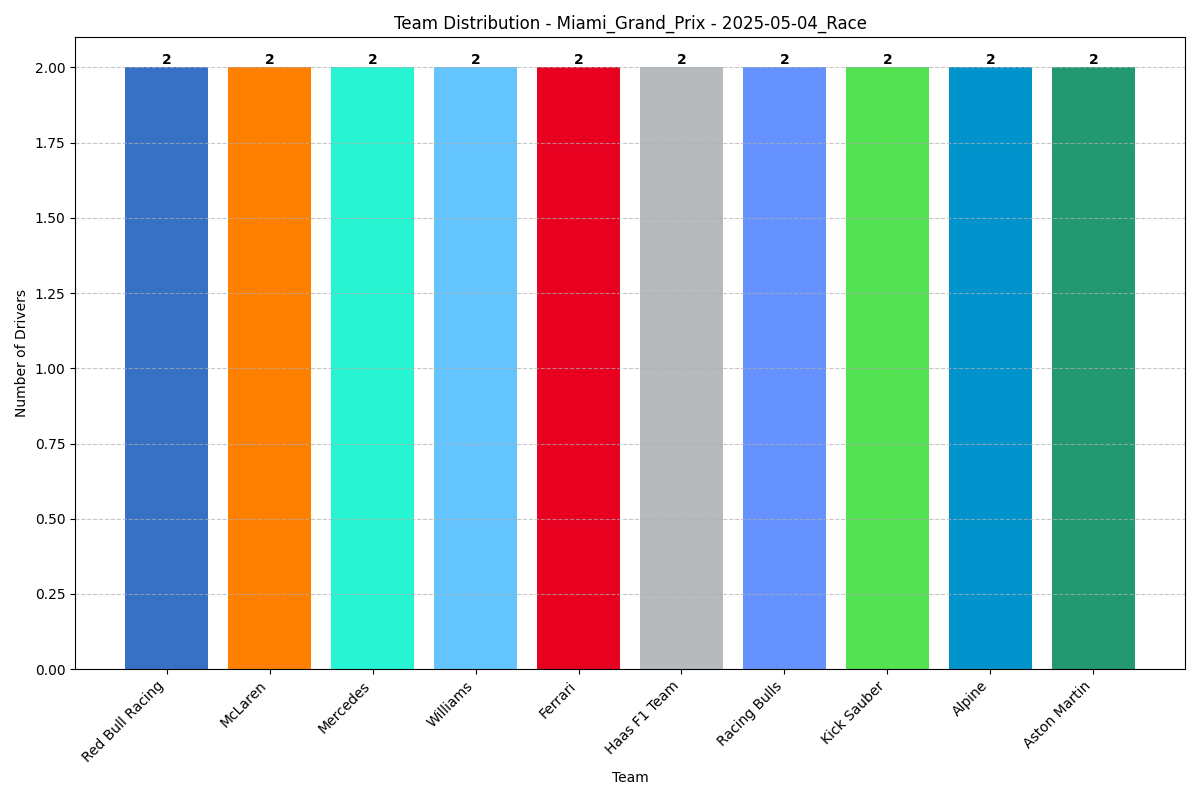 Team Distribution - Miami_Grand_Prix - 2025-05-04_Race
2 2 2 2 2 2 2 2 2 2
2.00
1.75
1.50
1.25
1.00
0.75
0.50
0.25
0.00
Number of Drivers
Red Bull Racing
McLaren
Mercedes
Williams
Ferrari
Haas F1 Team
Racing Bulls
Kick Sauber
Alpine
Aston Martin
Team